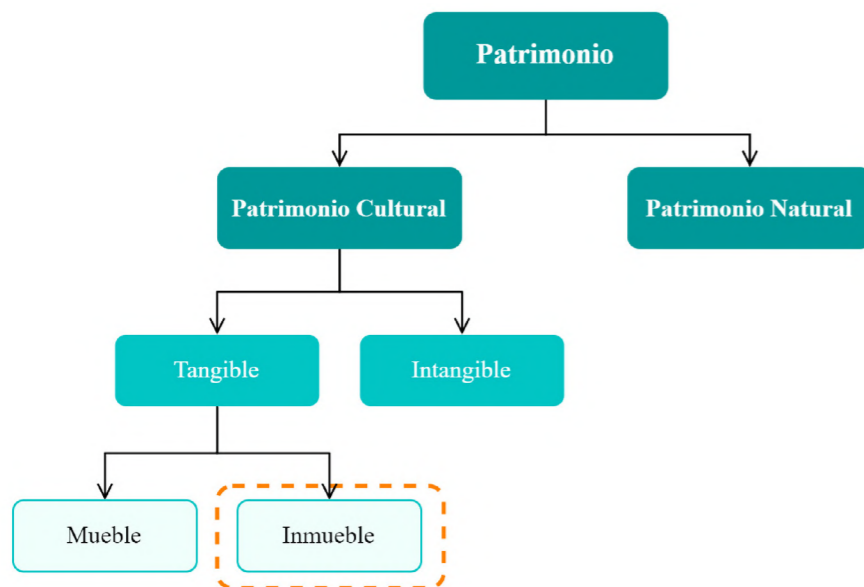 Patrimonio
Patrimonio Cultural
Patrimonio Natural
Tangible
Intangible
Mueble
Inmueble